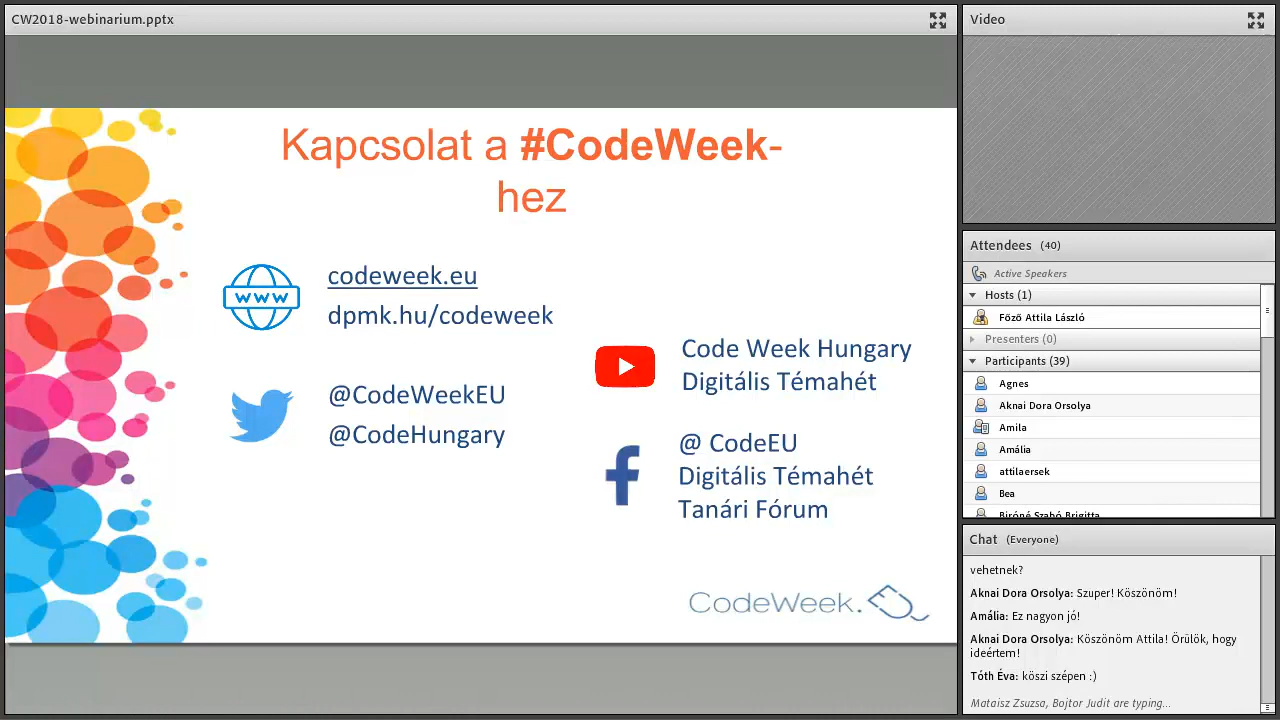 CW2018-webinarium.pptx
Kapcsolat a #CodeWeek-
hez
WWW
codeweek.eu
dpmk.hu/codeweek
@CodeWeekEU
@CodeHungary
Code Week Hungary
Digitális Témahét
@ CodeEU
Digitális Témahét
Tanári Fórum
CodeWeek.
Video
Attendees (40)
Active Speakers
Hosts (1)
Főző Attila László
Presenters (0)
Participants (39)
Agnes
Aknai Dora Orsolya
Amila
Amália
attilaersek
Bea
Biróné Szabó Brigitta
Chat (Everyone)
vehetnek?
Aknai Dora Orsolya: Szuper! Köszönöm!
Amália: Ez nagyon jó!
Aknai Dora Orsolya: Köszönöm Attila! Örülök, hogy
ideértem!
Tóth Éva: köszi szépen :)
Mataisz Zsuzsa, Bojtor Judit are typing...